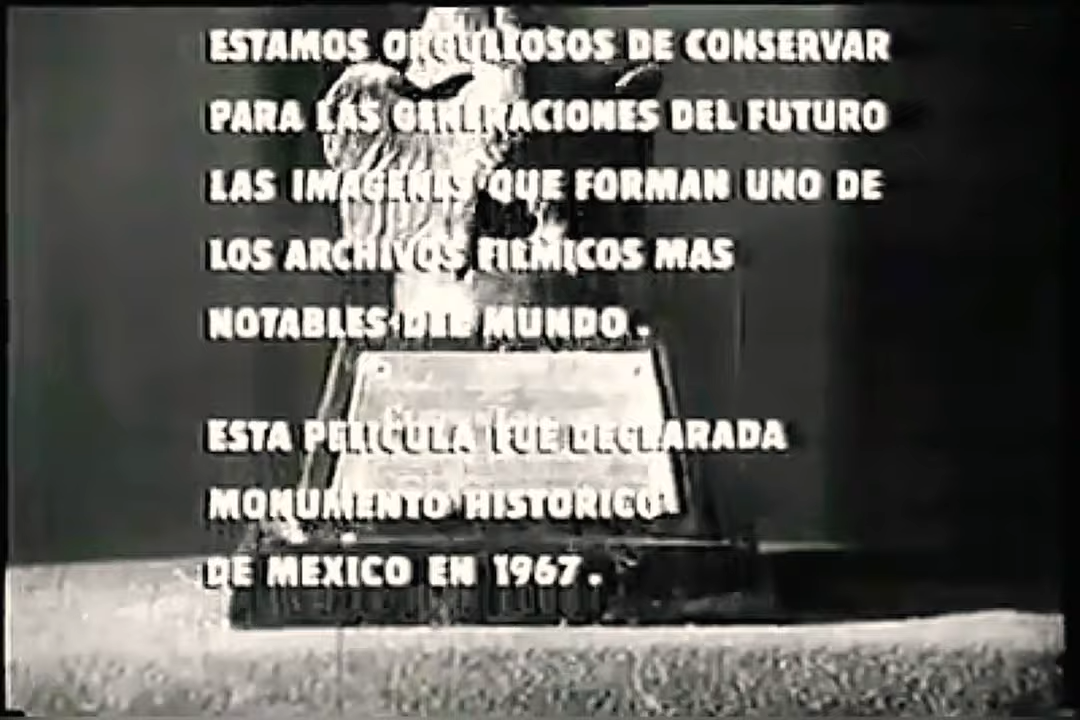 ESTAMOS ORGULLOSOS DE CONSERVAR
PARA LAS GENERACIONES DEL FUTURO
LAS IMAGENES QUE FORMAN UNO DE
LOS ARCHIVOS FILMICOS MAS
NOTABLES DEL MUNDO.
ESTA PELICULA FUE DECLARADA
MONUMENTO HISTORICO
DE MEXICO EN 1967.